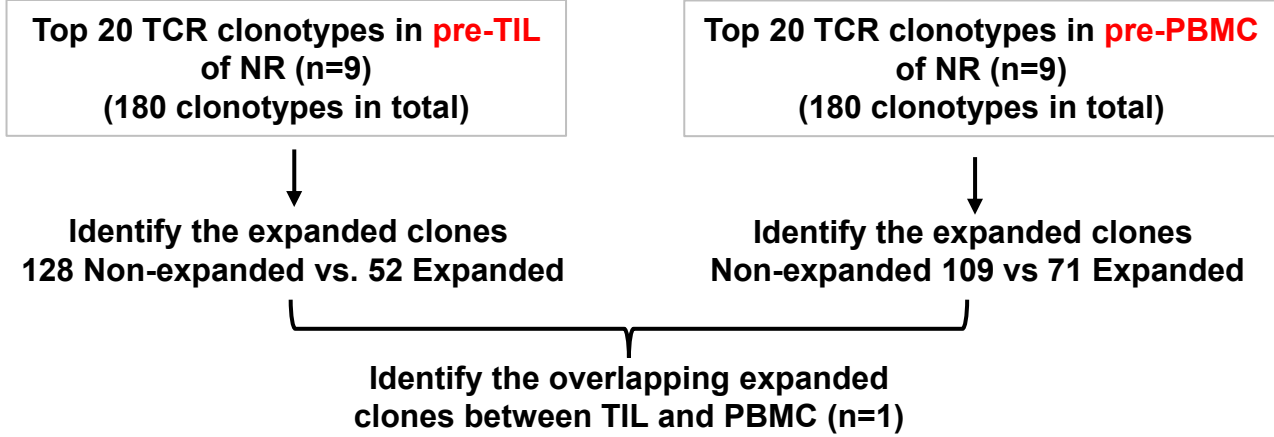 Top 20 TCR clonotypes in pre-TIL
of NR (n=9)
(180 clonotypes in total)
Top 20 TCR clonotypes in pre-PBMC
of NR (n=9)
(180 clonotypes in total)
Identify the expanded clones
128 Non-expanded vs. 52 Expanded
Identify the expanded clones
Non-expanded 109 vs 71 Expanded
Identify the overlapping expanded
clones between TIL and PBMC (n=1)